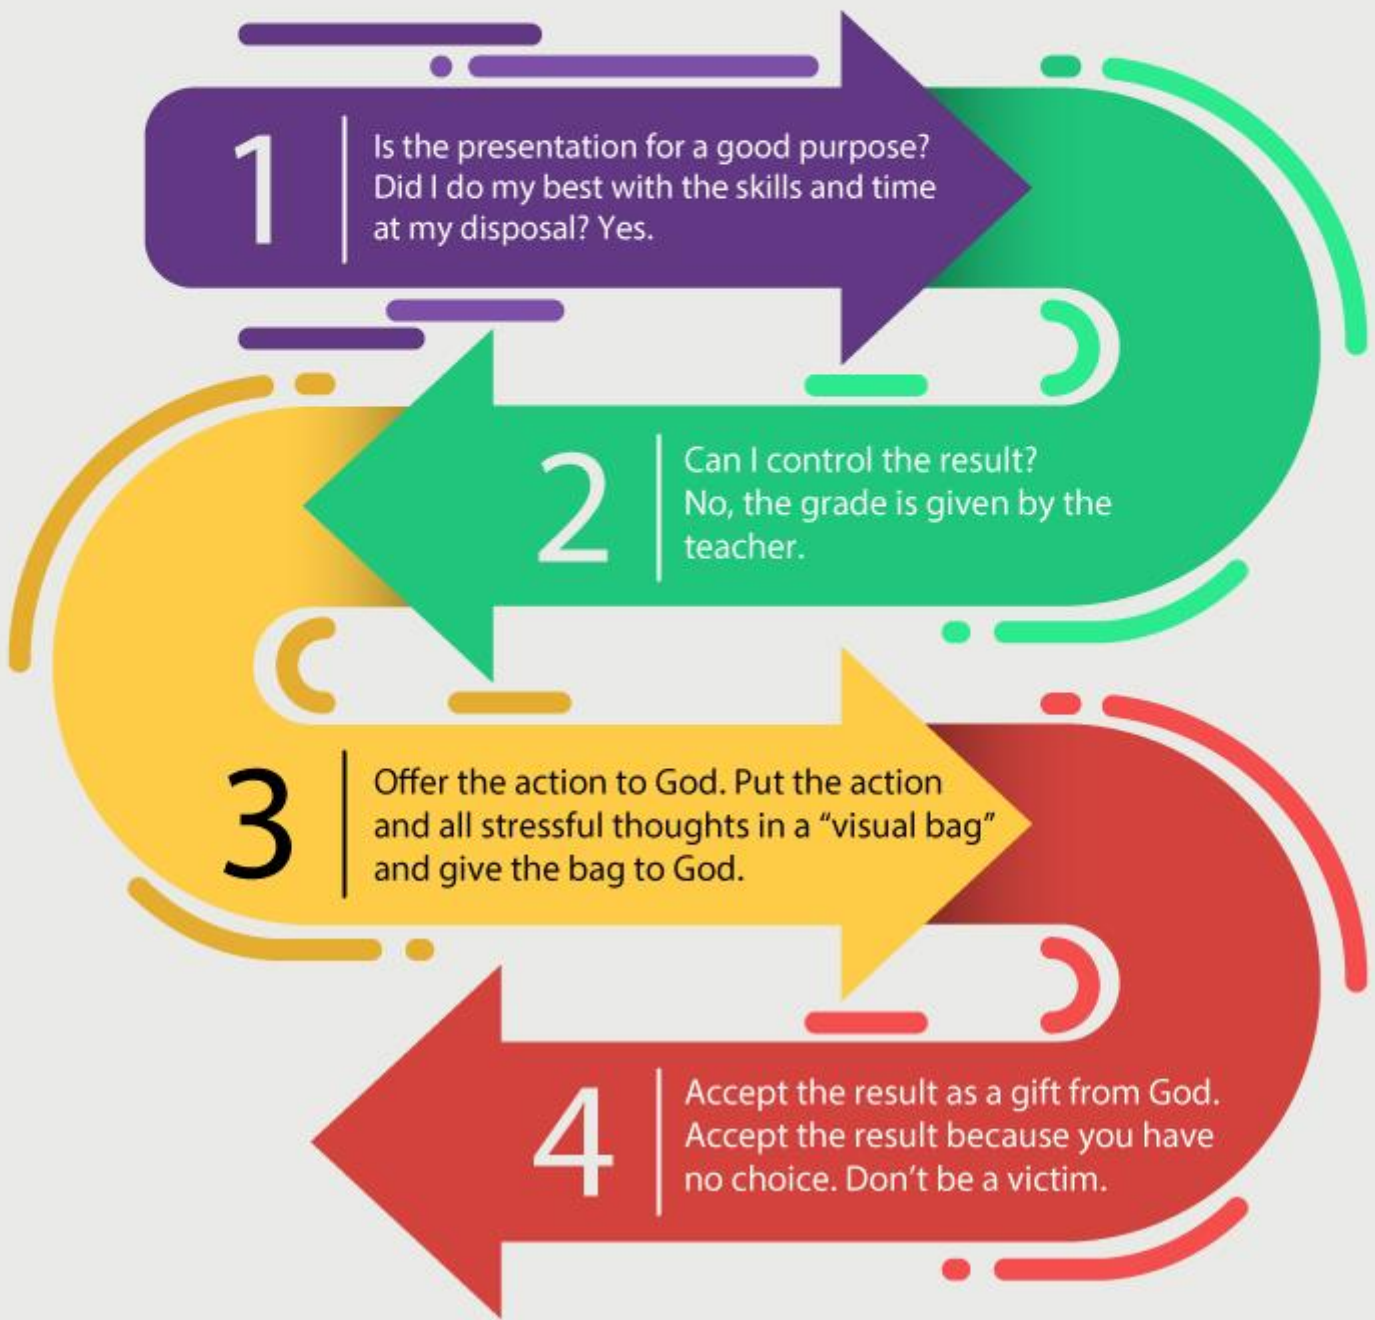 1
Is the presentation for a good purpose?
Did I do my best with the skills and time
at my disposal? Yes.
2
Can I control the result?
No, the grade is given by the
teacher.
3
Offer the action to God. Put the action
and all stressful thoughts in a “visual bag”
and give the bag to God.
4
Accept the result as a gift from God.
Accept the result because you have
no choice. Don’t be a victim.